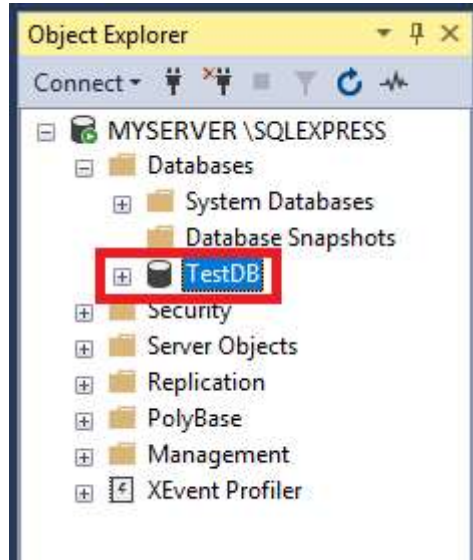 Object Explorer
Connect
MYSERVER \SQLEXPRESS
Databases
System Databases
Database Snapshots
TestDB
Security
Server Objects
Replication
PolyBase
Management
XEvent Profiler